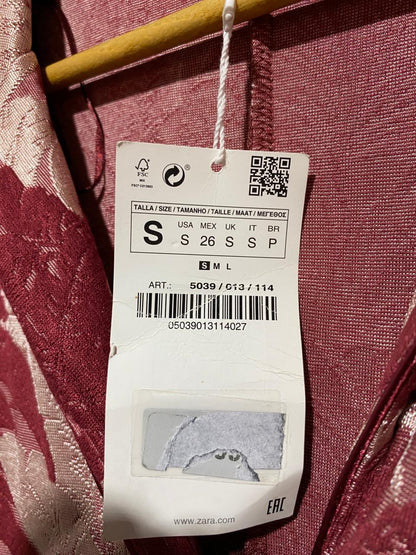 FSC
MIX
TALLA / SIZE / TAMANHO / TAILLE / MAAT / ΜΕΓΕΘΟΣ
S
USA MEX UK IT BR
S 26 S S P
S M L
ART.: 5039 / 013 / 114
05039013114027
www.zara.com
EAC